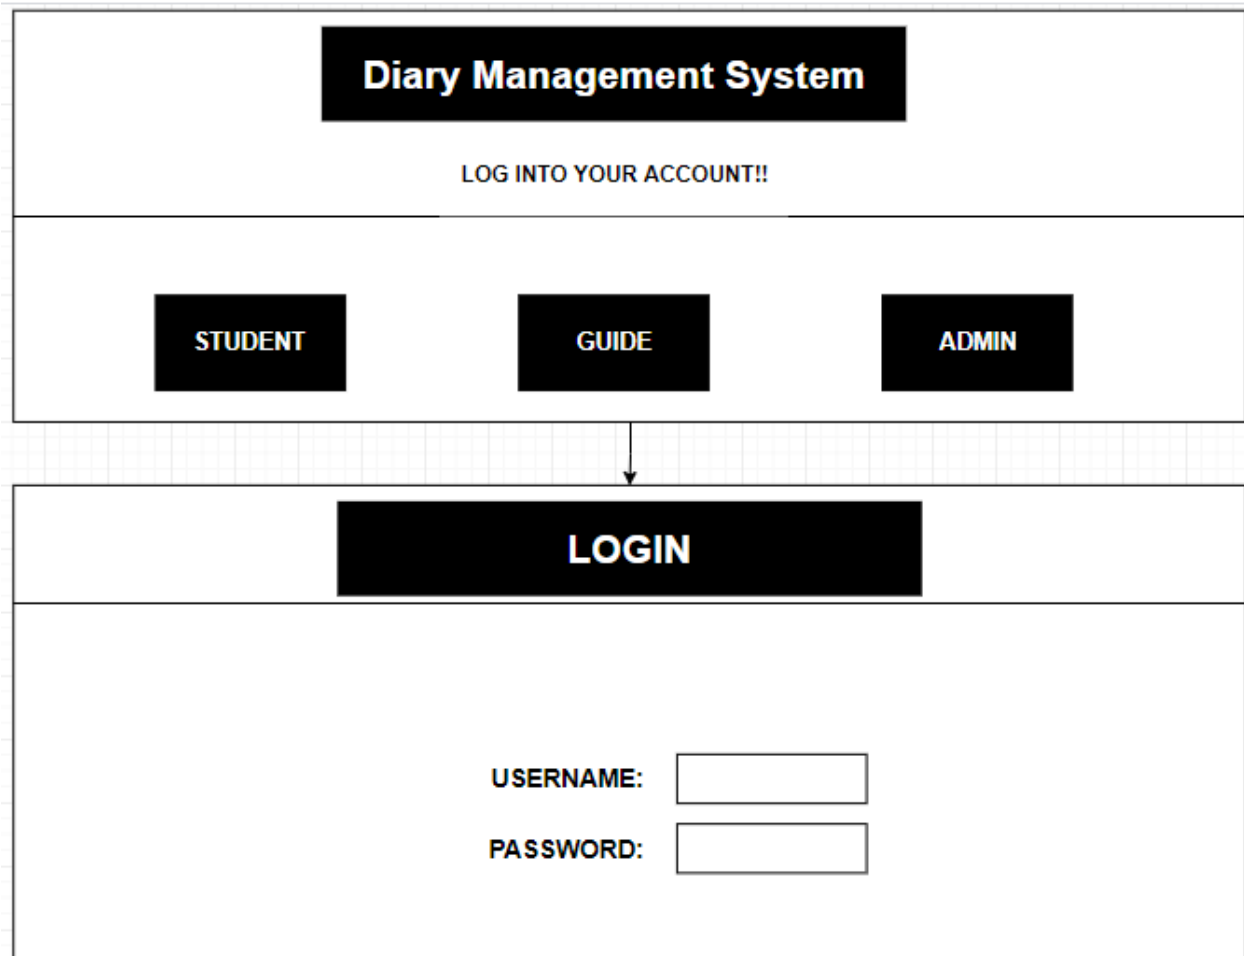 Diary Management System
LOG INTO YOUR ACCOUNT!!
STUDENT GUIDE ADMIN
LOGIN
USERNAME:
PASSWORD: